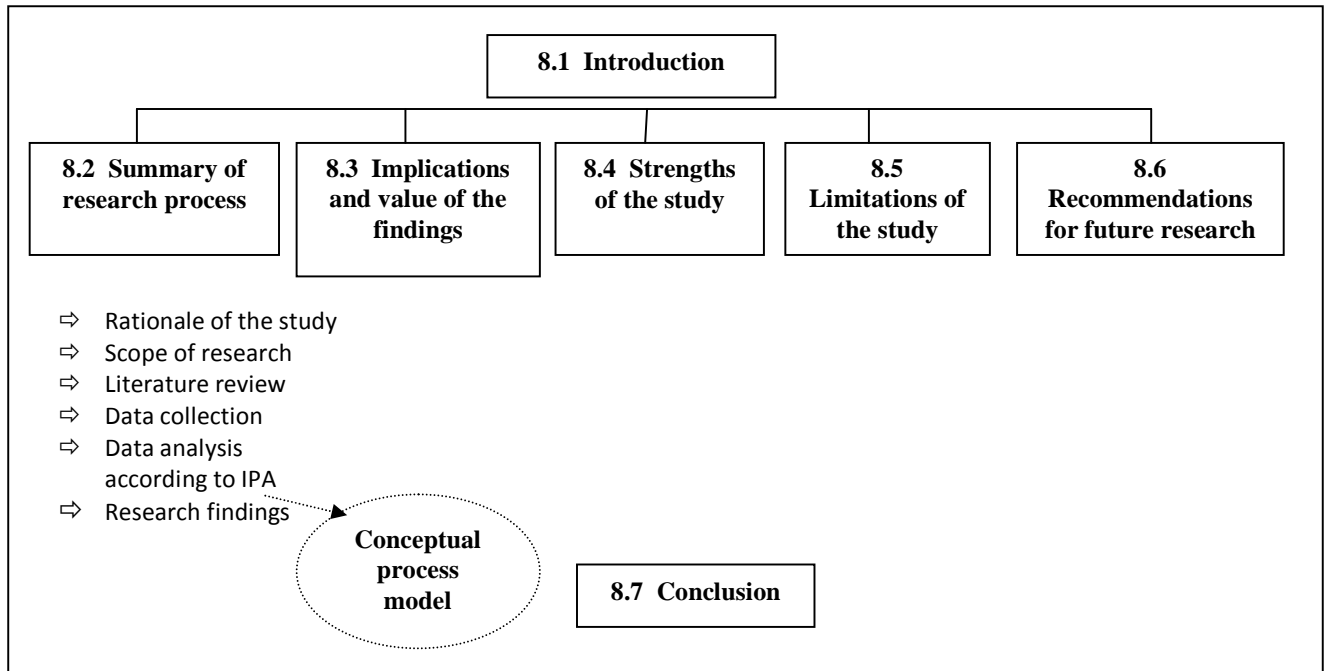 8.1 Introduction
8.2 Summary of
research process
8.3 Implications
and value of the
findings
8.4 Strengths
of the study
8.5
Limitations of
the study
8.6
Recommendations
for future research
⇨ Rationale of the study
⇨ Scope of research
⇨ Literature review
⇨ Data collection
⇨ Data analysis
according to IPA
⇨ Research findings
Conceptual
process
model
8.7 Conclusion